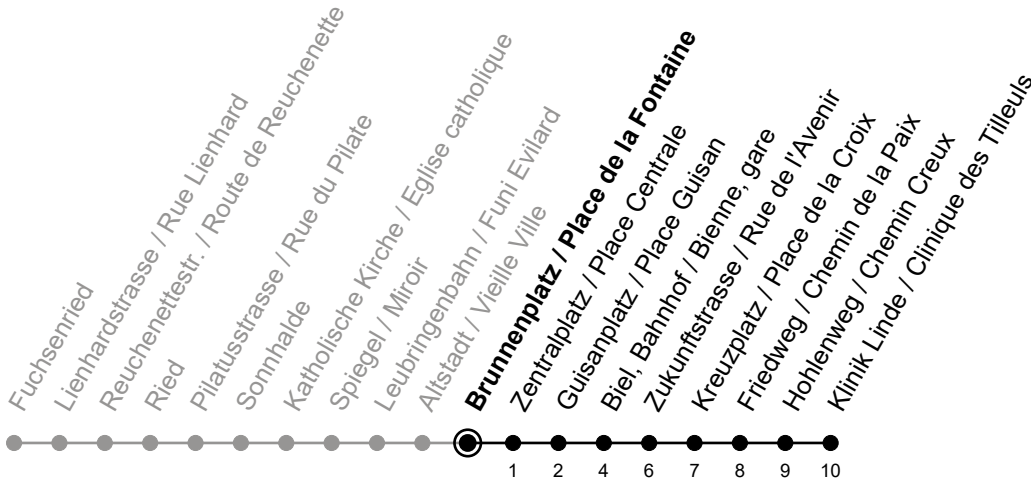 Fuchsenried
Lienhardstrasse / Rue Lienhard
Reuchenettestr. / Route de Reuchenette
Ried
Pilatusstrasse / Rue du Pilate
Sonnhalde
Katholische Kirche / Eglise catholique
Spiegel / Miroir
Leubringenbahn / Funi Evilard
Altstadt / Vieille Ville
Brunnenplatz / Place de la Fontaine
Zentralplatz / Place Centrale
Guisanplatz / Place Guisan
Biel, Bahnhof / Bienne, gare
Zukunftstrasse / Rue de l'Avenir
Kreuzplatz / Place de la Croix
Friedweg / Chemin de la Paix
Hohlenweg / Chemin Creux
Klinik Linde / Clinique des Tilleuls
1 2 4 6 7 8 9 10